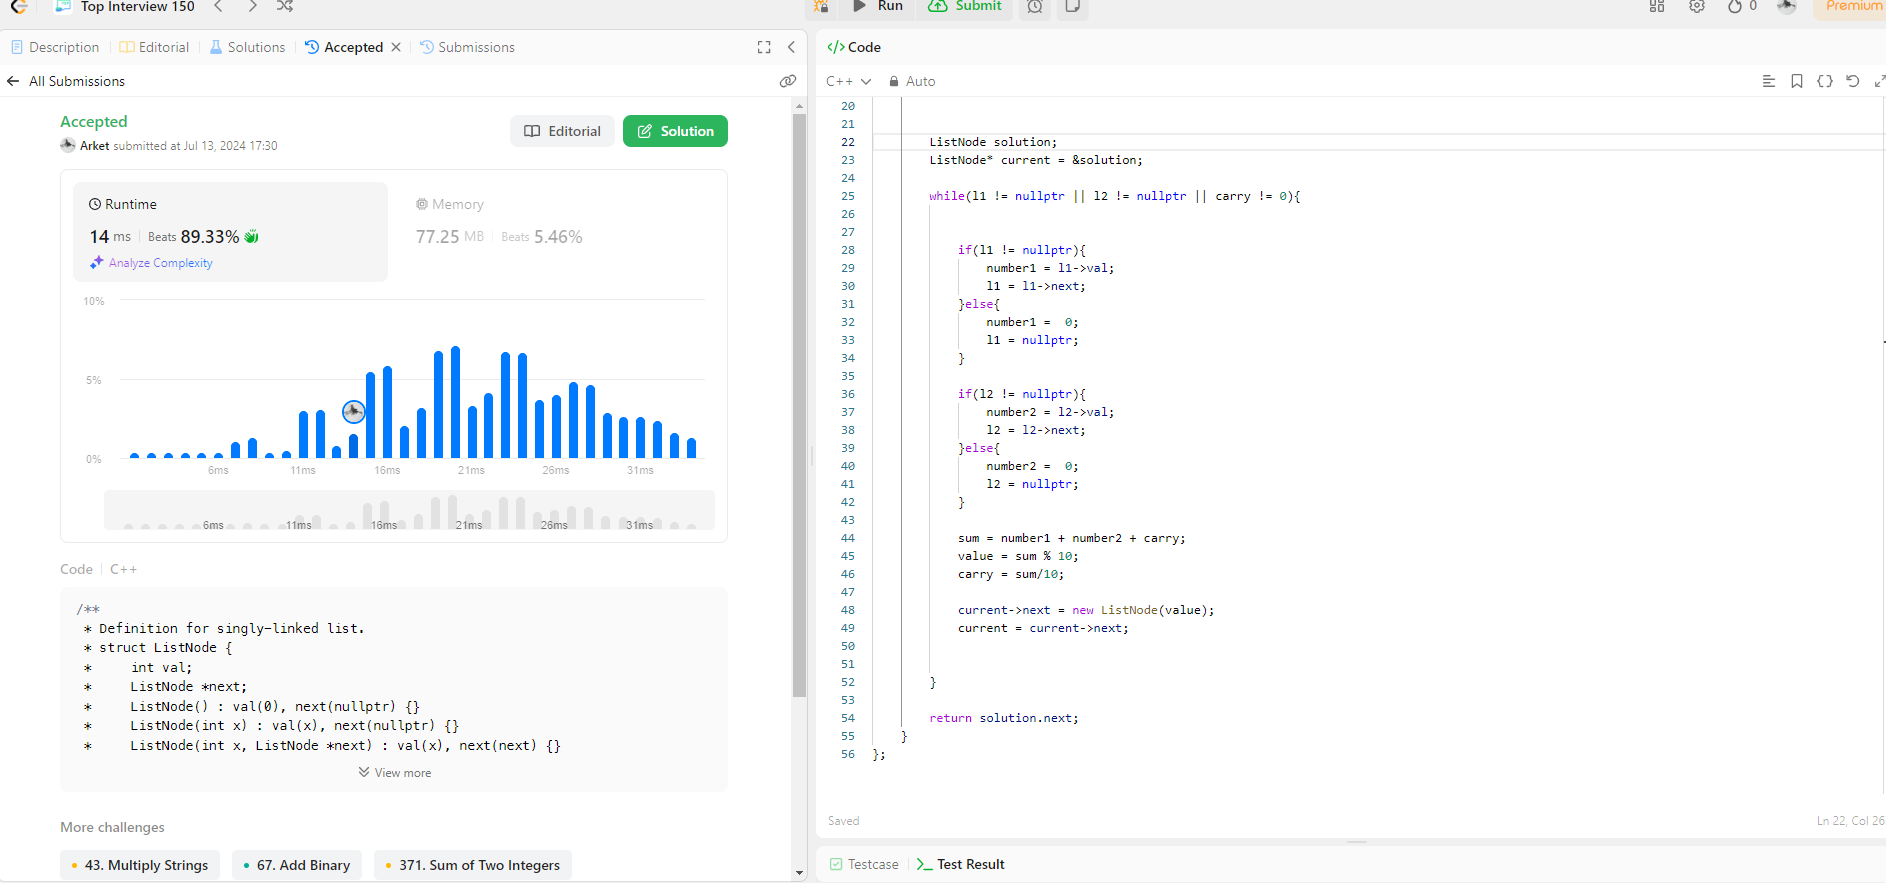 Top Interview 150
Run
Submit
0
Premium
Description
Editorial
Solutions
Accepted
Submissions
All Submissions
Accepted
Arket submitted at Jul 13, 2024 17:30
Editorial
Solution
Runtime
14 ms
Beats 89.33%
Analyze Complexity
Memory
77.25 MB
Beats 5.46%
10%
5%
0%
6ms
11ms
16ms
21ms
26ms
31ms
6ms
11ms
16ms
21ms
26ms
31ms
Code
C++
/**
* Definition for singly-linked list.
* struct ListNode {
*     int val;
*     ListNode *next;
*     ListNode() : val(0), next(nullptr) {}
*     ListNode(int x) : val(x), next(nullptr) {}
*     ListNode(int x, ListNode *next) : val(x), next(next) {}
View more
More challenges
43. Multiply Strings
67. Add Binary
371. Sum of Two Integers
</> Code
C++
Auto
20
21
22 ListNode solution;
23 ListNode* current = &solution;
24
25 while(l1 != nullptr || l2 != nullptr || carry != 0){
26
27
28 if(l1 != nullptr){
29 number1 = l1->val;
30 l1 = l1->next;
31 }else{
32 number1 =  0;
33 l1 = nullptr;
34 }
35
36 if(l2 != nullptr){
37 number2 = l2->val;
38 l2 = l2->next;
39 }else{
40 number2 =  0;
41 l2 = nullptr;
42 }
43
44 sum = number1 + number2 + carry;
45 value = sum % 10;
46 carry = sum/10;
47
48 current->next = new ListNode(value);
49 current = current->next;
50
51
52 }
53
54 return solution.next;
55 }
56 };
Saved
Ln 22, Col 26
Testcase
Test Result